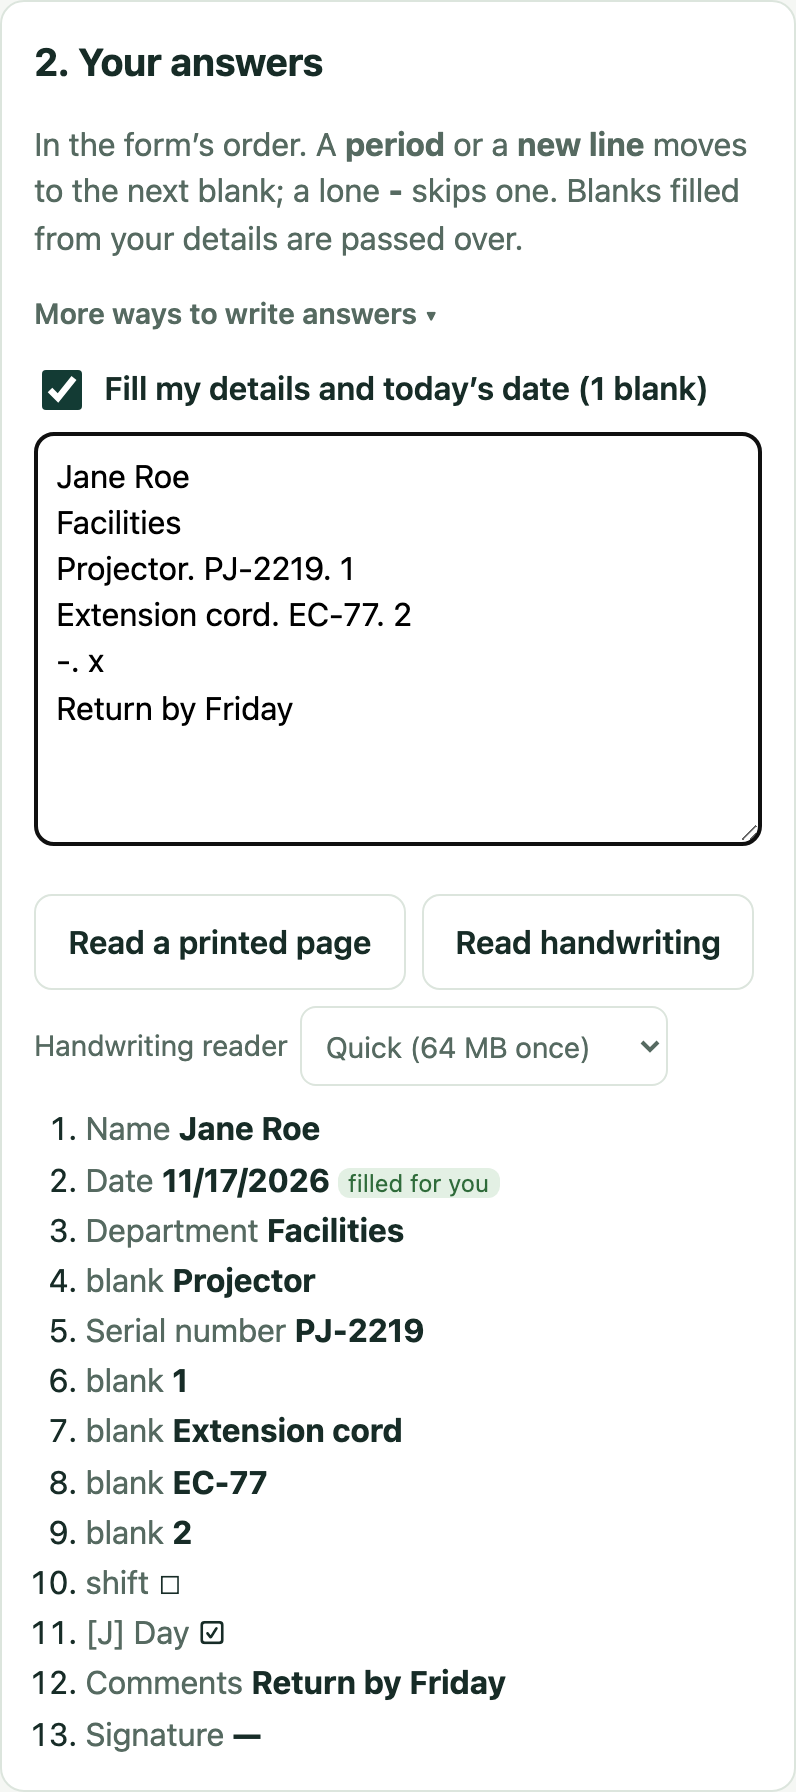 2. Your answers
In the form’s order. A period or a new line moves
to the next blank; a lone - skips one. Blanks filled
from your details are passed over.
More ways to write answers ▾
Fill my details and today’s date (1 blank)
Jane Roe
Facilities
Projector. PJ-2219. 1
Extension cord. EC-77. 2
-. x
Return by Friday
Read a printed page
Read handwriting
Handwriting reader
Quick (64 MB once)
1. Name Jane Roe
2. Date 11/17/2026 filled for you
3. Department Facilities
4. blank Projector
5. Serial number PJ-2219
6. blank 1
7. blank Extension cord
8. blank EC-77
9. blank 2
10. shift ☐
11. [J] Day ☑
12. Comments Return by Friday
13. Signature —